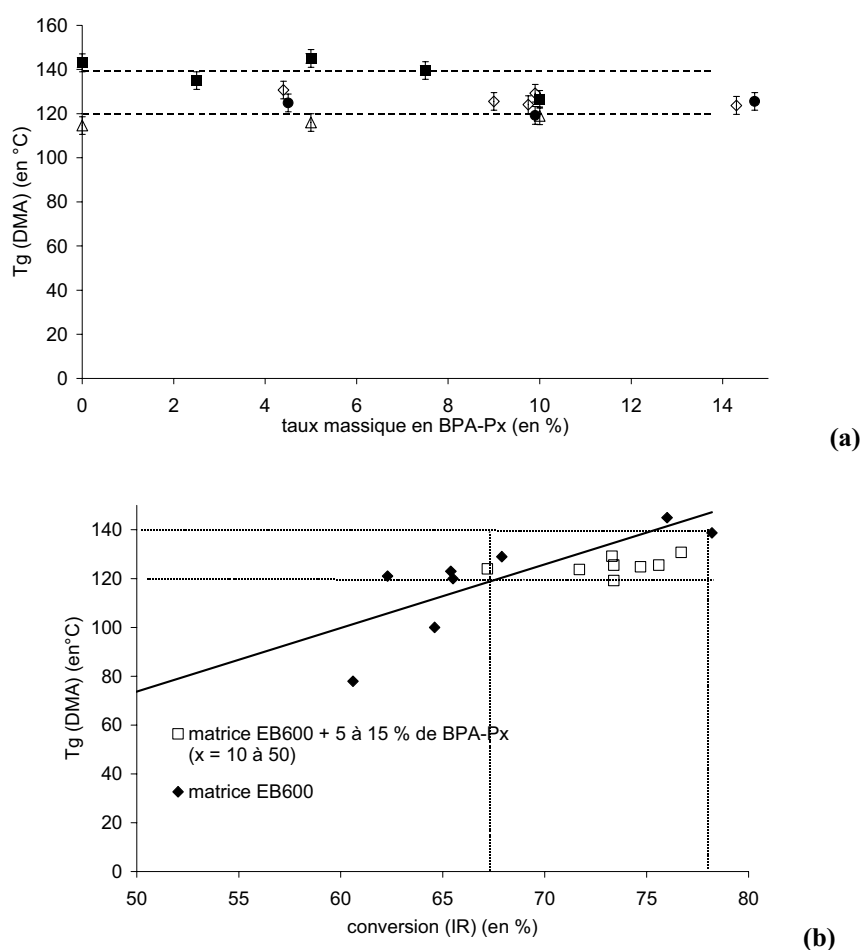 160
140
120
100
80
60
40
20
0
Tg (DMA) (en °C)
0 2 4 6 8 10 12 14
taux massique en BPA-Px (en %)
(a)
140
120
100
80
60
40
20
0
Tg (DMA) (en°C)
matrice EB600 + 5 à 15 % de BPA-Px
(x = 10 à 50)
matrice EB600
50 55 60 65 70 75 80
conversion (IR) (en %)
(b)